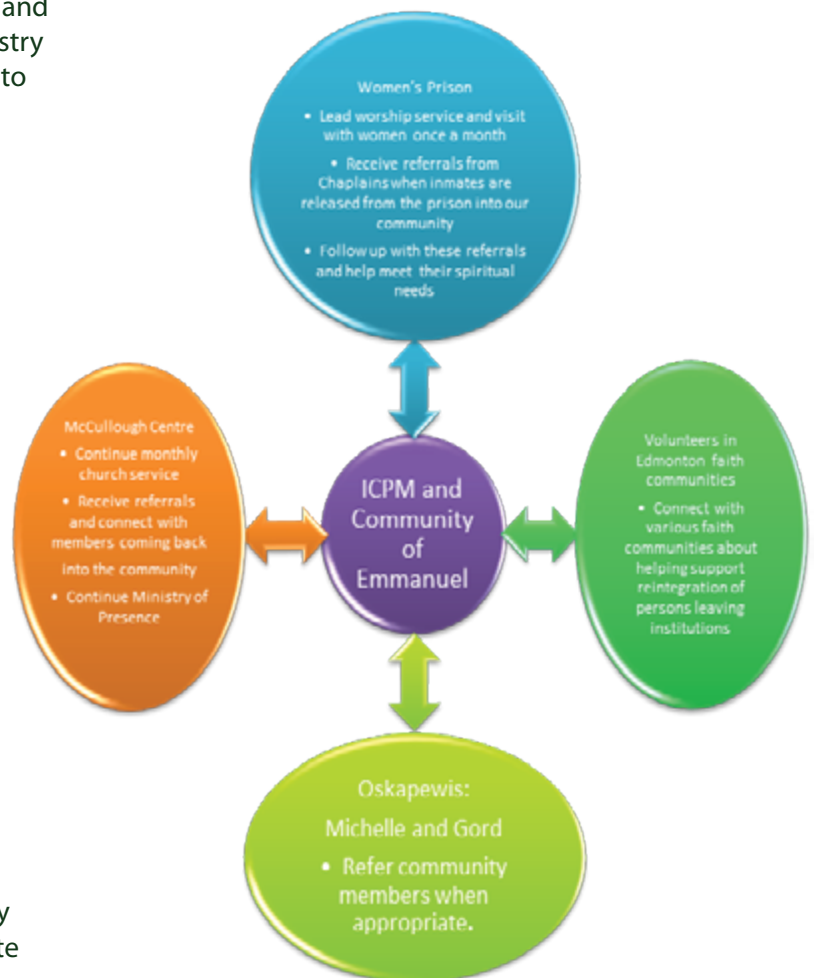 and
stry
to
Women's Prison
• Lead worship service and visit
with women once a month
• Receive referrals from
Chaplains when inmates are
released from the prison into our
community
• Follow up with these referrals
and help meet their spiritual
needs
McCullough Centre
• Continue monthly
church service
• Receive referrals
and connect with
members coming back
into the community
• Continue Ministry of
Presence
ICPM and
Community
of
Emmanuel
Volunteers in
Edmonton faith
communities
• Connect with
various faith
communities about
helping support
reintegration of
persons leaving
institutions
Oskapewis:
Michelle and Gord
• Refer community
members when
appropriate.
y
te